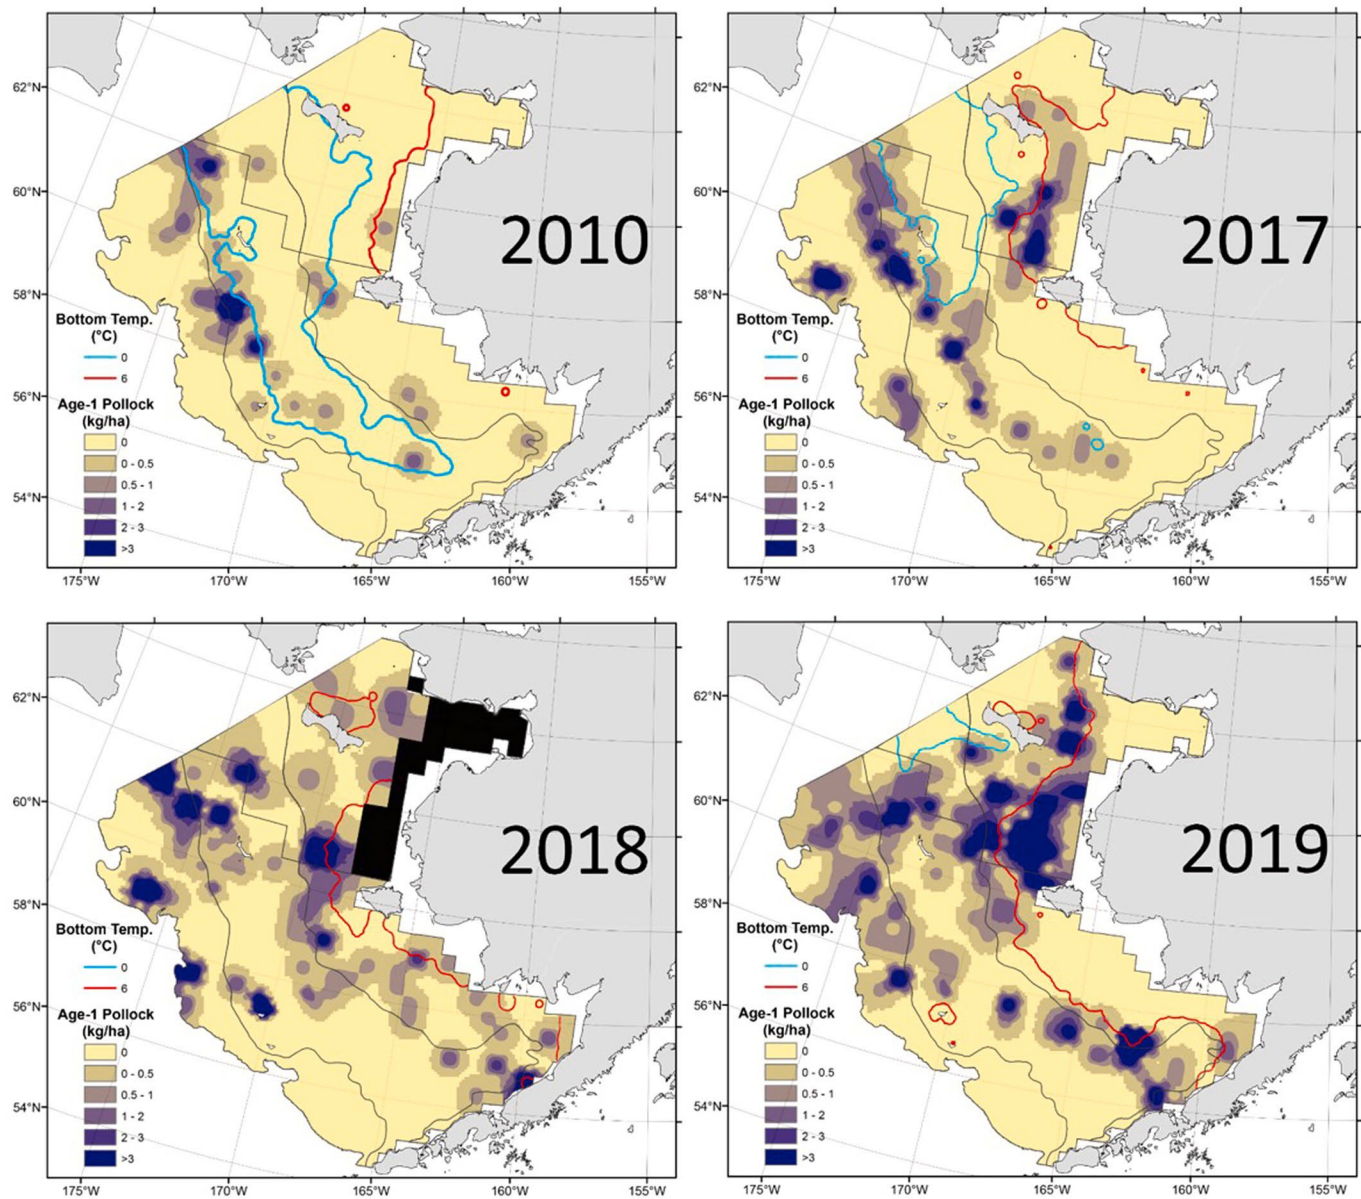 2010
62°N
60°N
58°N
56°N
54°N
Bottom Temp.
(°C)
0
6
Age-1 Pollock
(kg/ha)
0
0 - 0.5
0.5 - 1
1 - 2
2 - 3
>3
175°W 170°W 165°W 160°W 155°W
2017
62°N
60°N
58°N
56°N
54°N
Bottom Temp.
(°C)
0
6
Age-1 Pollock
(kg/ha)
0
0 - 0.5
0.5 - 1
1 - 2
2 - 3
>3
175°W 170°W 165°W 160°W 155°W
2018
62°N
60°N
58°N
56°N
54°N
Bottom Temp.
(°C)
0
6
Age-1 Pollock
(kg/ha)
0
0 - 0.5
0.5 - 1
1 - 2
2 - 3
>3
175°W 170°W 165°W 160°W 155°W
2019
62°N
60°N
58°N
56°N
54°N
Bottom Temp.
(°C)
0
6
Age-1 Pollock
(kg/ha)
0
0 - 0.5
0.5 - 1
1 - 2
2 - 3
>3
175°W 170°W 165°W 160°W 155°W